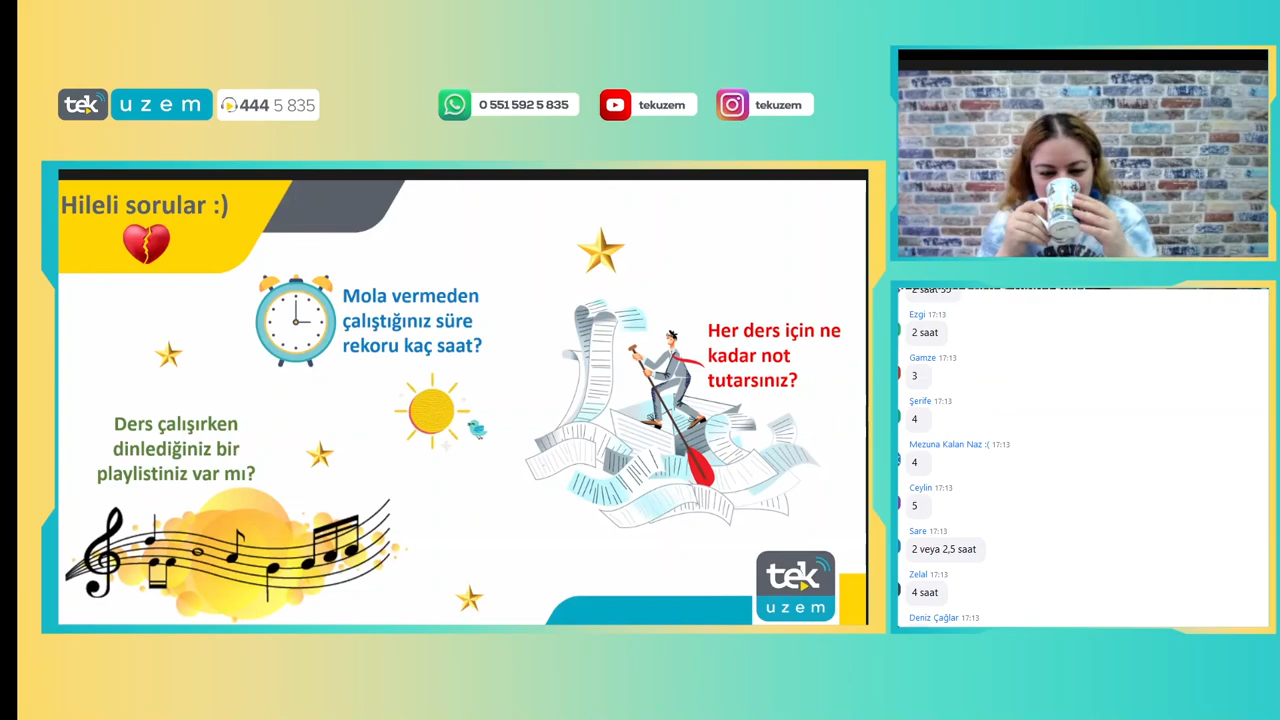 tek uzem 444 5 835
0 551 592 5 835
tekuzem
tekuzem
Hileli sorular :)
Mola vermeden
çalıştığınız süre
rekoru kaç saat?
Her ders için ne
kadar not
tutarsınız?
Ders çalışırken
dinlediğiniz bir
playlistiniz var mı?
tek
uzem
Ezgi 17:13
2 saat
Gamze 17:13
3
Şerife 17:13
4
Mezuna Kalan Naz :( 17:13
4
Ceylin 17:13
5
Sare 17:13
2 veya 2,5 saat
Zelal 17:13
4 saat
Deniz Çağlar 17:13